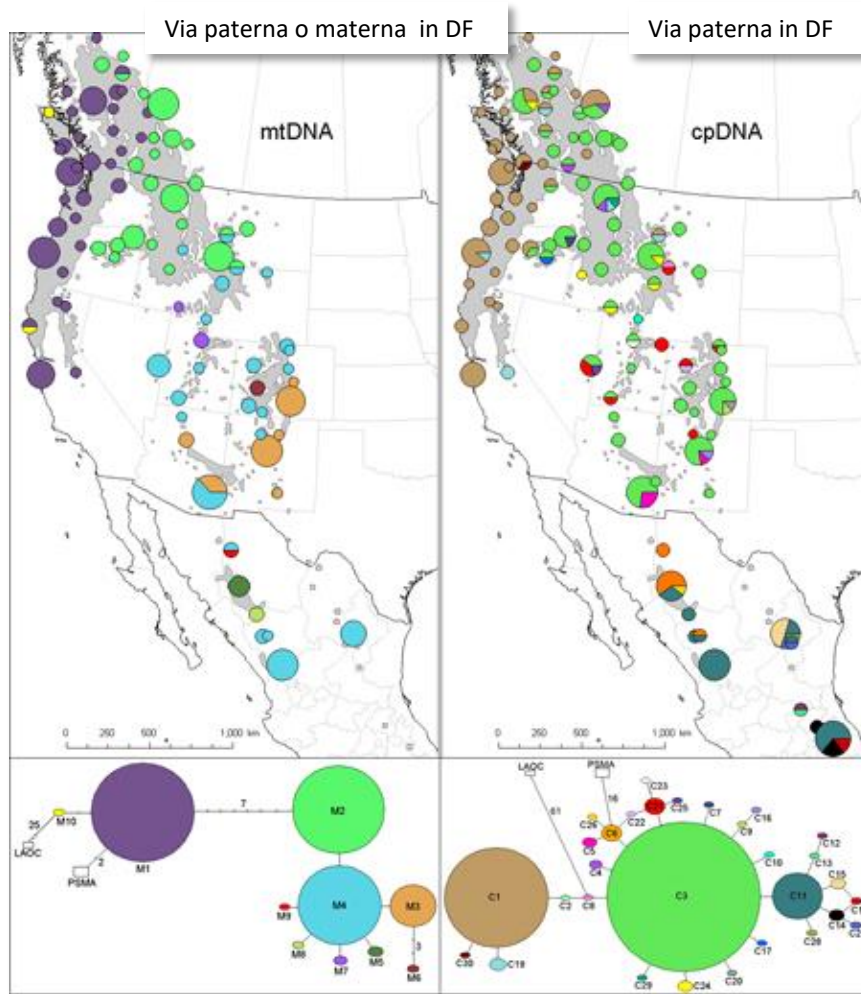 Via paterna o materna in DF
Via paterna in DF
mtDNA
cpDNA
0 250 500 1,000 km
0 250 500 1,000 km
7
25
M10
LAOC
2
PSMA
M1
M2
M4
M3
M9
M8
M7
M5
3
M6
LAOC
PSMA
61
16
C23
C26
C22
C25
C7
C16
C6
C9
C5
C4
C12
C13
C10
C15
C1
C2
C8
C3
C11
C14
C2
C30
C19
C28
C17
C29
C24
C20